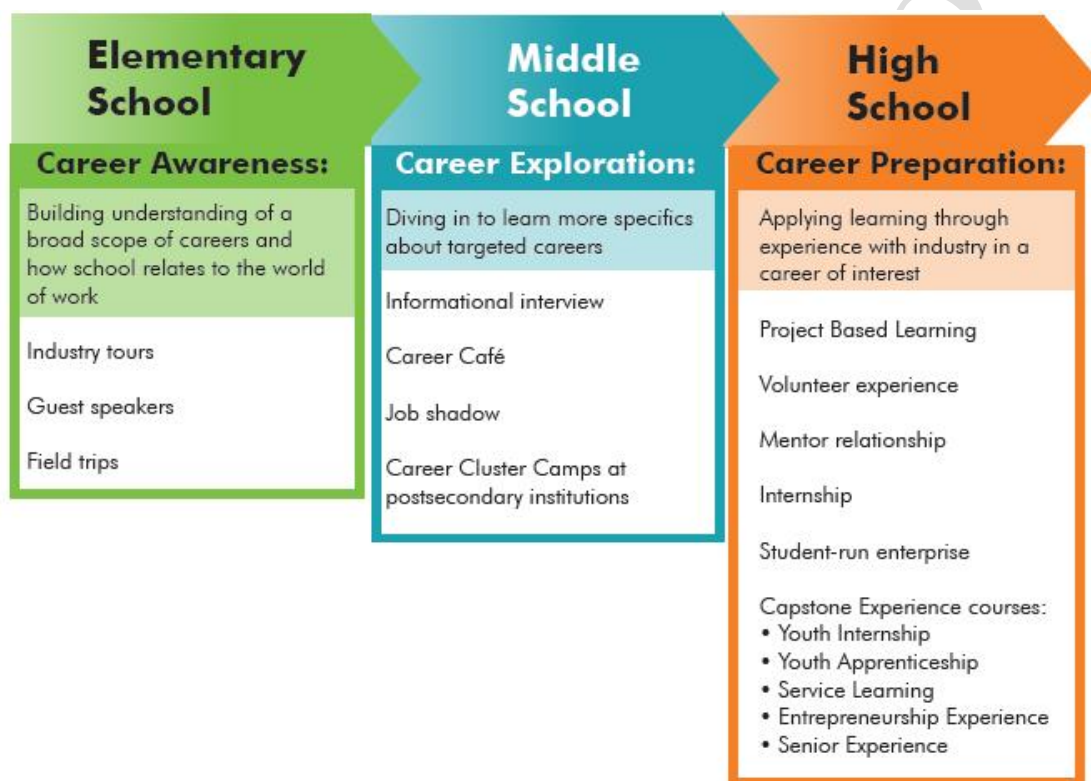 Elementary
School
Career Awareness:
Building understanding of a
broad scope of careers and
how school relates to the world
of work
Industry tours
Guest speakers
Field trips
Middle
School
Career Exploration:
Diving in to learn more specifics
about targeted careers
Informational interview
Career Café
Job shadow
Career Cluster Camps at
postsecondary institutions
High
School
Career Preparation:
Applying learning through
experience with industry in a
career of interest
Project Based Learning
Volunteer experience
Mentor relationship
Internship
Student-run enterprise
Capstone Experience courses:
• Youth Internship
• Youth Apprenticeship
• Service Learning
• Entrepreneurship Experience
• Senior Experience